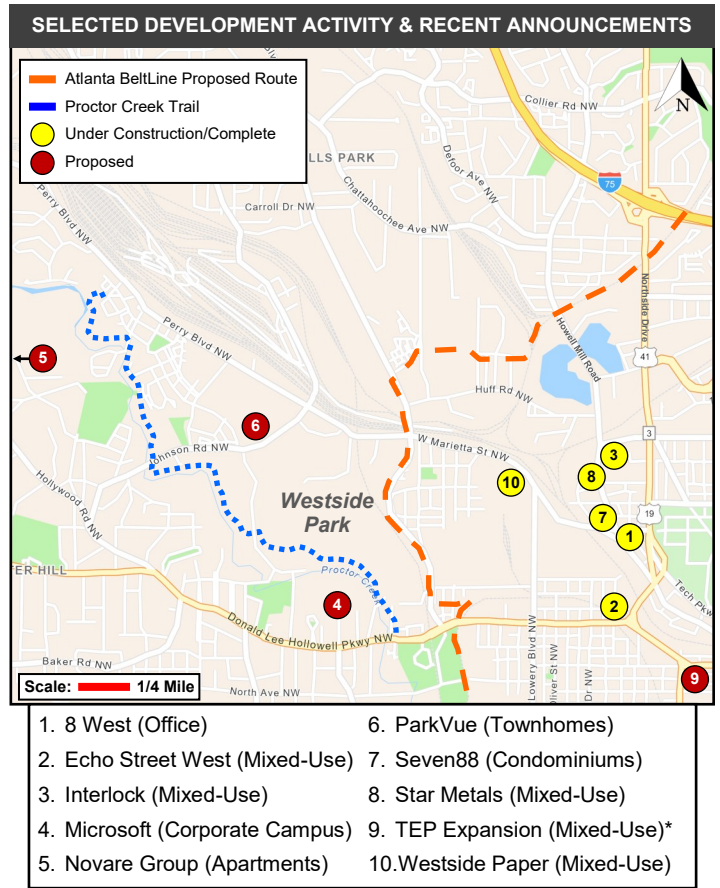 SELECTED DEVELOPMENT ACTIVITY & RECENT ANNOUNCEMENTS
Atlanta BeltLine Proposed Route
Proctor Creek Trail
Under Construction/Complete
Proposed
N
Collier Rd NW
75
LLS PARK
Defoor Ave NW
Chattahoochee Ave NW
Carroll Dr NW
Perry Blvd NW
Perry Blvd NW
Northside Drive
Howell Mill Road
41
5
Huff Rd NW
6
W Marietta St NW
3
3
Johnson Rd NW
8
10
Hollywood Rd NW
Westside
Park
7
19
1
TER HILL
Proctor Creek
4
2
Tech Pkw
Donald Lee Hollowell Pkwy NW
Lowery Blvd NW
Oliver St NW
Dr NW
Baker Rd NW
9
Scale: 1/4 Mile
North Ave NW
1. 8 West (Office)
2. Echo Street West (Mixed-Use)
3. Interlock (Mixed-Use)
4. Microsoft (Corporate Campus)
5. Novare Group (Apartments)
6. ParkVue (Townhomes)
7. Seven88 (Condominiums)
8. Star Metals (Mixed-Use)
9. TEP Expansion (Mixed-Use)*
10.Westside Paper (Mixed-Use)